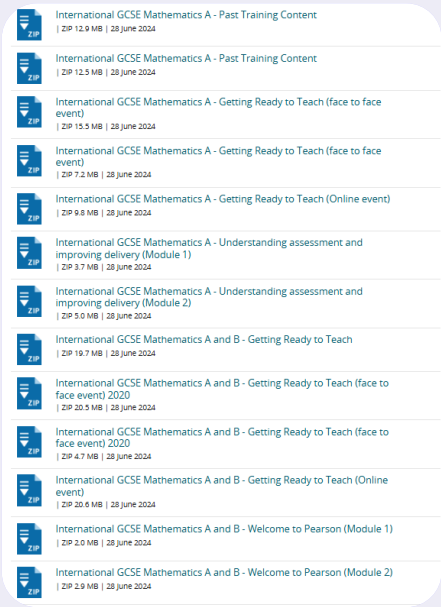 International GCSE Mathematics A - Past Training Content
ZIP | ZIP 12.9 MB | 28 June 2024
International GCSE Mathematics A - Past Training Content
ZIP | ZIP 12.5 MB | 28 June 2024
International GCSE Mathematics A - Getting Ready to Teach (face to face
event)
ZIP | ZIP 15.5 MB | 28 June 2024
International GCSE Mathematics A - Getting Ready to Teach (face to face
event)
ZIP | ZIP 7.2 MB | 28 June 2024
International GCSE Mathematics A - Getting Ready to Teach (Online event)
ZIP | ZIP 9.8 MB | 28 June 2024
International GCSE Mathematics A - Understanding assessment and
improving delivery (Module 1)
ZIP | ZIP 3.7 MB | 28 June 2024
International GCSE Mathematics A - Understanding assessment and
improving delivery (Module 2)
ZIP | ZIP 5.0 MB | 28 June 2024
International GCSE Mathematics A and B - Getting Ready to Teach
ZIP | ZIP 19.7 MB | 28 June 2024
International GCSE Mathematics A and B - Getting Ready to Teach (face to
face event) 2020
ZIP | ZIP 20.5 MB | 28 June 2024
International GCSE Mathematics A and B - Getting Ready to Teach (face to
face event) 2020
ZIP | ZIP 4.7 MB | 28 June 2024
International GCSE Mathematics A and B - Getting Ready to Teach (Online
event)
ZIP | ZIP 20.6 MB | 28 June 2024
International GCSE Mathematics A and B - Welcome to Pearson (Module 1)
ZIP | ZIP 2.0 MB | 28 June 2024
International GCSE Mathematics A and B - Welcome to Pearson (Module 2)
ZIP | ZIP 2.9 MB | 28 June 2024